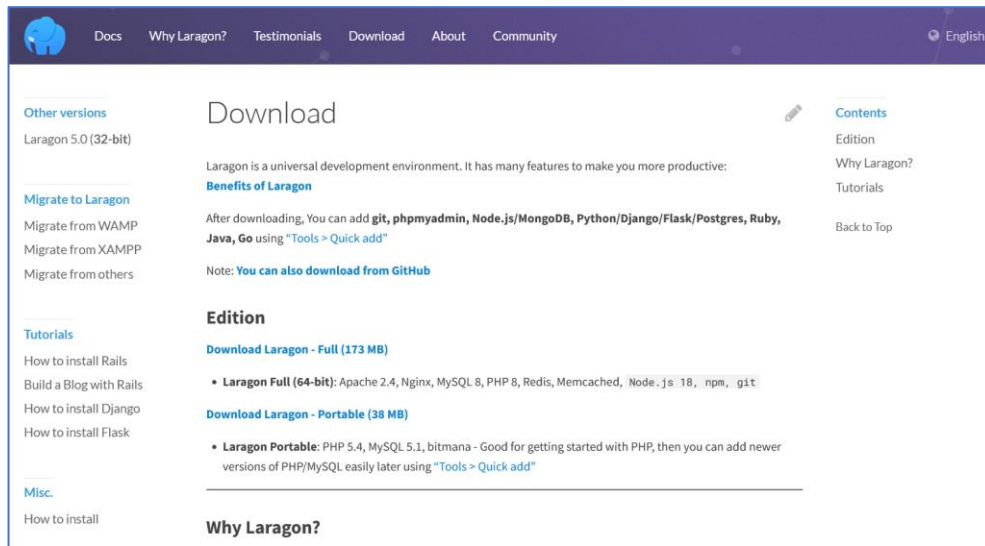 Docs Why Laragon? Testimonials Download About Community English
Other versions
Laragon 5.0 (32-bit)
Migrate to Laragon
Migrate from WAMP
Migrate from XAMPP
Migrate from others
Tutorials
How to install Rails
Build a Blog with Rails
How to install Django
How to install Flask
Misc.
How to install
Download
Laragon is a universal development environment. It has many features to make you more productive:
Benefits of Laragon
After downloading, You can add git, phpmyadmin, Node.js/MongoDB, Python/Django/Flask/Postgres, Ruby,
Java, Go using “Tools > Quick add”
Note: You can also download from GitHub
Edition
Download Laragon - Full (173 MB)
• Laragon Full (64-bit): Apache 2.4, Nginx, MySQL 8, PHP 8, Redis, Memcached, Node.js 18, npm, git
Download Laragon - Portable (38 MB)
• Laragon Portable: PHP 5.4, MySQL 5.1, bitmana - Good for getting started with PHP, then you can add newer
versions of PHP/MySQL easily later using “Tools > Quick add”
Why Laragon?
Contents
Edition
Why Laragon?
Tutorials
Back to Top